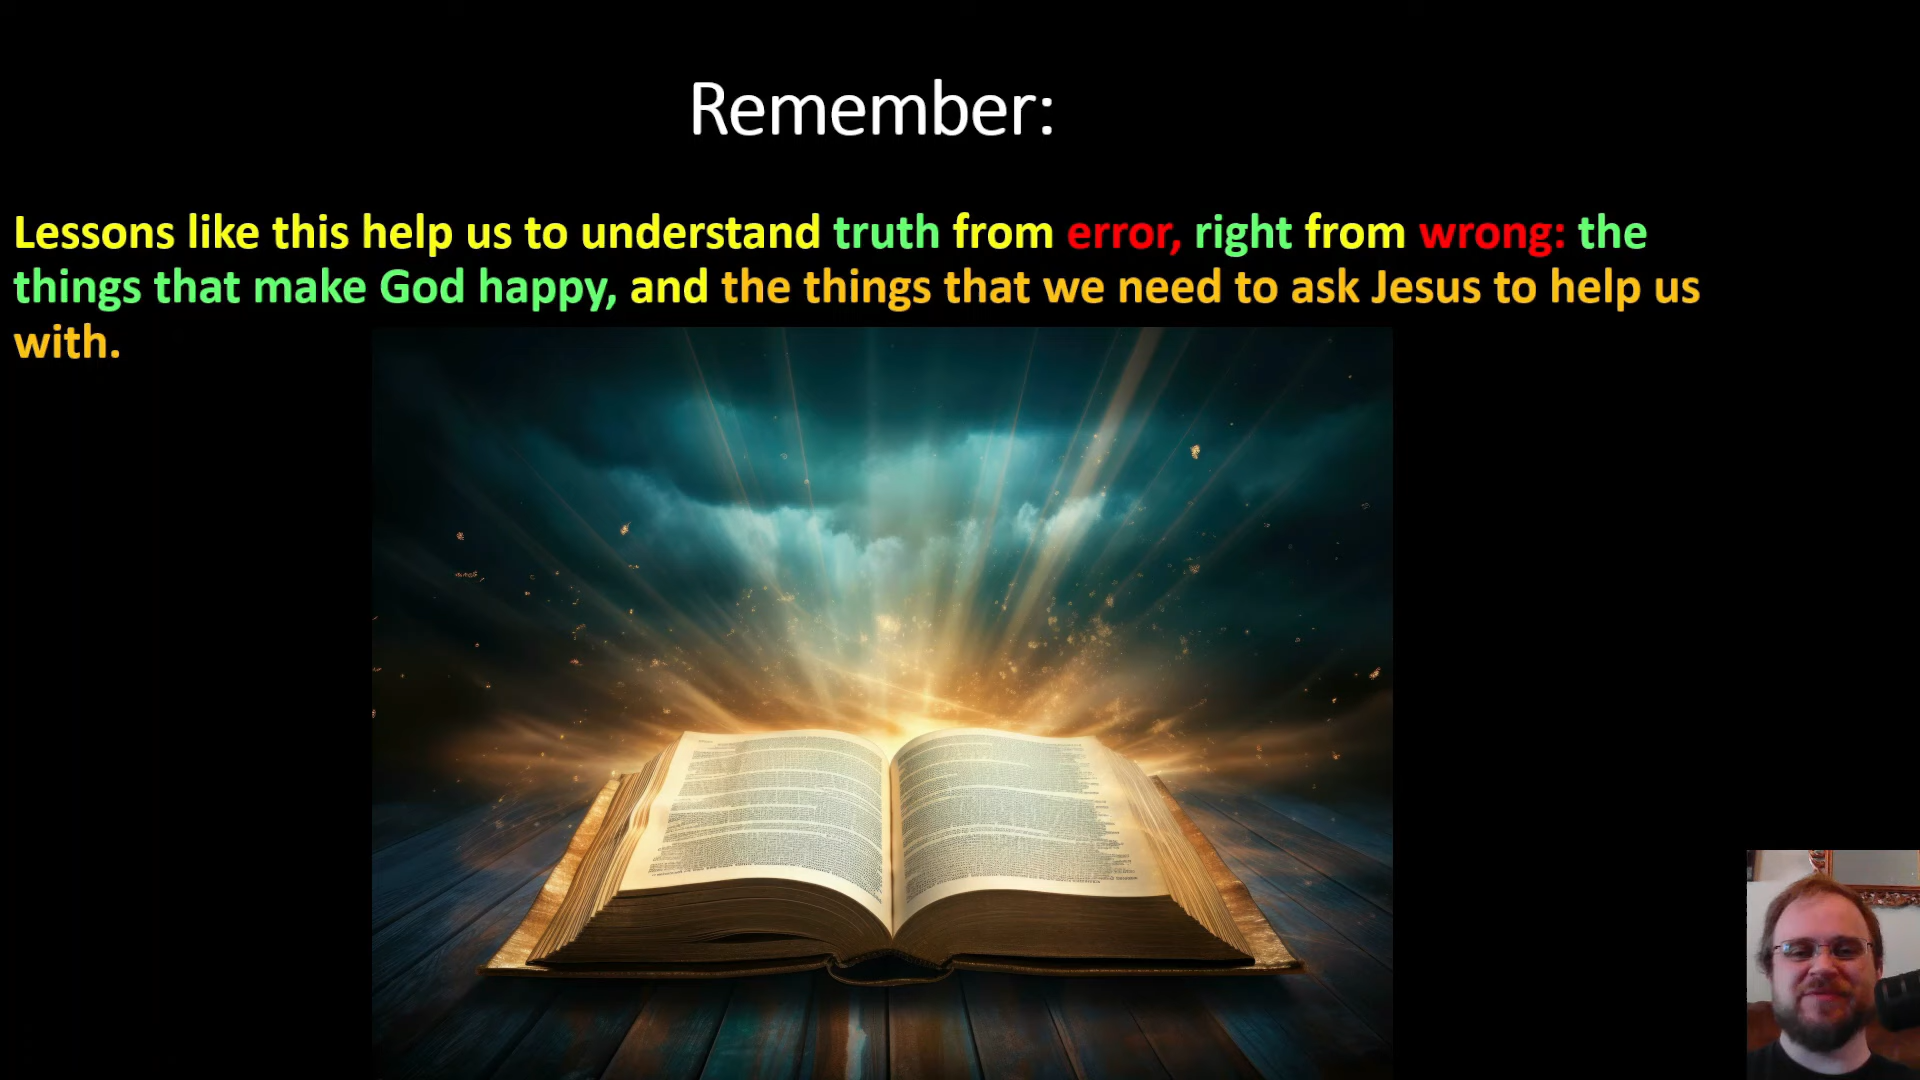 Remember:
Lessons like this help us to understand truth from error, right from wrong: the
things that make God happy, and the things that we need to ask Jesus to help us
with.